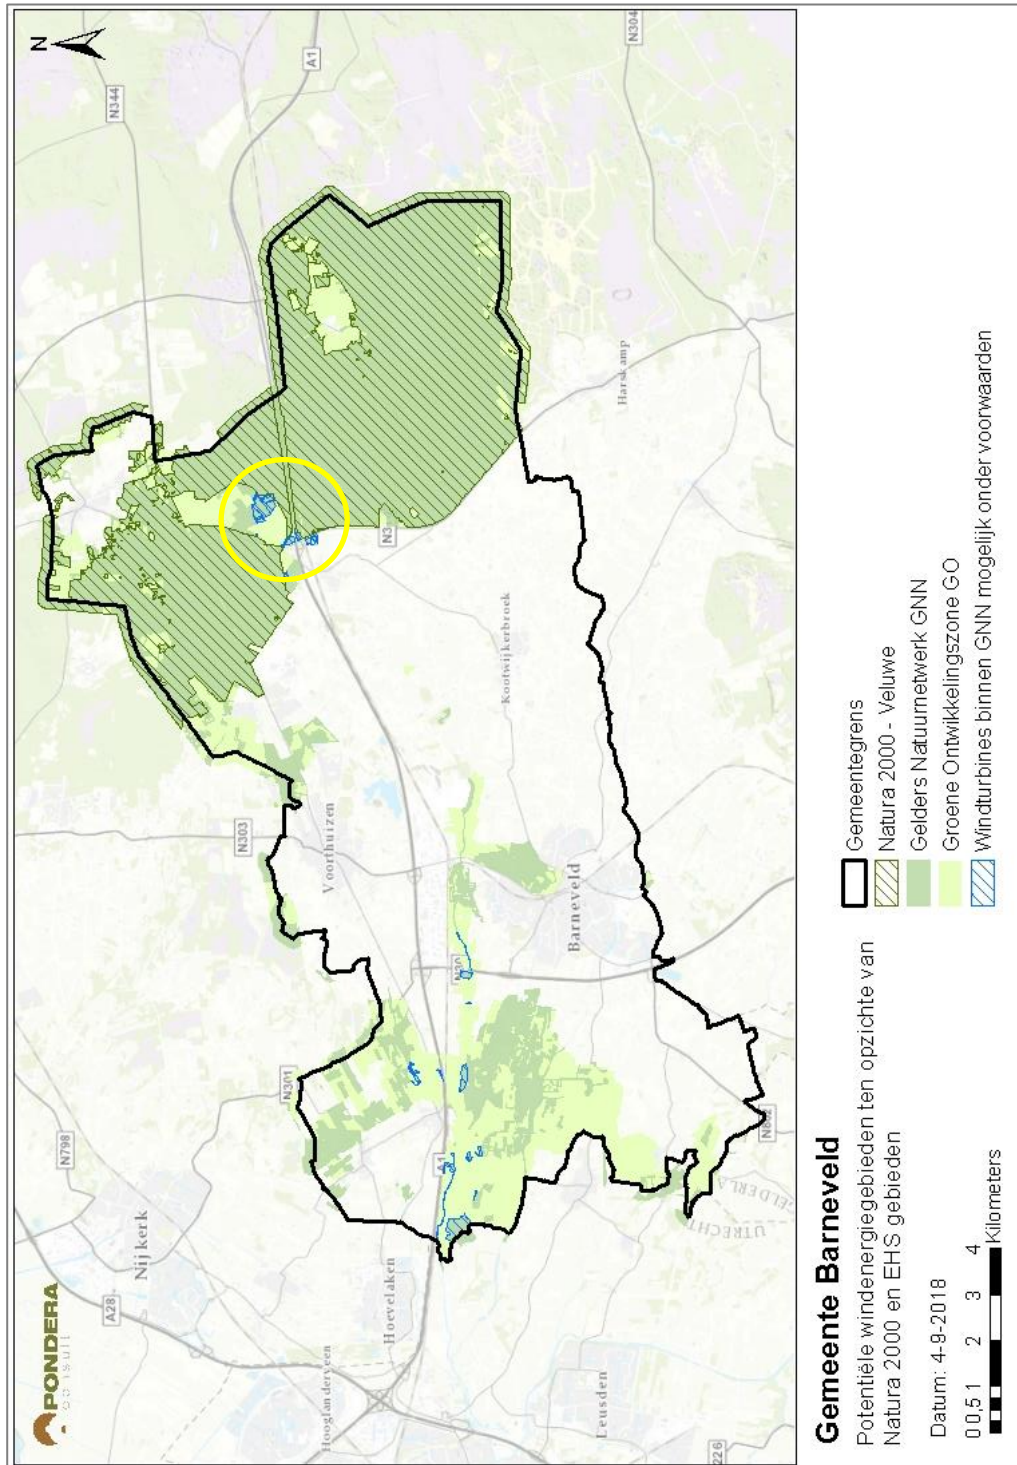 PONDERA
consult
N
N344
A1
N304
N798
N301
N303
A28
Nijkerk
Hooglanderveen
Hoevelaken
Leusden
A1
Voorthuizen
N30
Barneveld
Kootwijkerbroek
Harskamp
N3
N802
UTRECHT
GELDERLA
226
Gemeente Barneveld
Potentiële windenergiegebieden ten opzichte van
Natura 2000 en EHS gebieden
Datum: 4-9-2018
0 0,5 1 2 3 4
Kilometers
Gemeentegrens
Natura 2000 - Veluwe
Gelders Natuurnetwerk GNN
Groene Ontwikkelingszone GO
Windturbines binnen GNN mogelijk onder voorwaarden